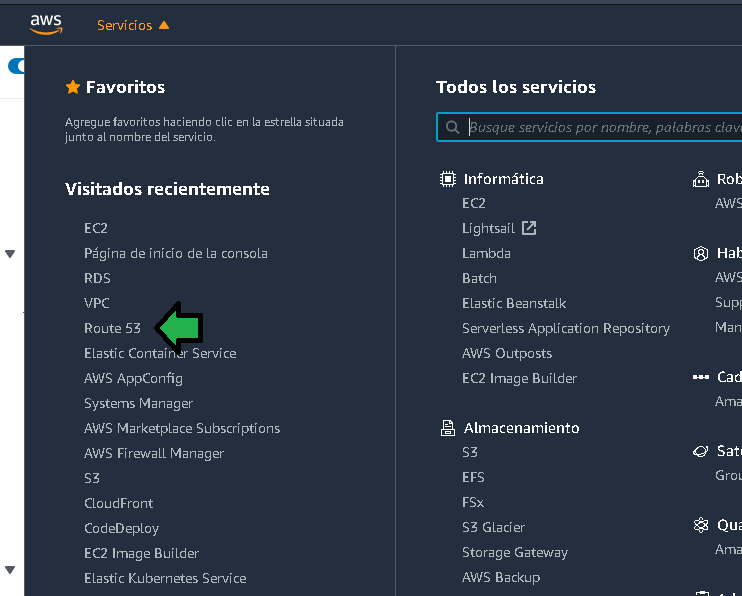 aws
Servicios
Favoritos
Agregue favoritos haciendo clic en la estrella situada
junto al nombre del servicio.
Visitados recientemente
EC2
Página de inicio de la consola
RDS
VPC
Route 53
Elastic Container Service
AWS AppConfig
Systems Manager
AWS Marketplace Subscriptions
AWS Firewall Manager
S3
CloudFront
CodeDeploy
EC2 Image Builder
Elastic Kubernetes Service
Todos los servicios
Busque servicios por nombre, palabras clave
Informática
EC2
Lightsail
Lambda
Batch
Elastic Beanstalk
Serverless Application Repository
AWS Outposts
EC2 Image Builder
Almacenamiento
S3
EFS
FSx
S3 Glacier
Storage Gateway
AWS Backup
Rob
AWS
Hab
AWS
Supp
Man
Cad
Ama
Saté
Grou
Qua
Ama